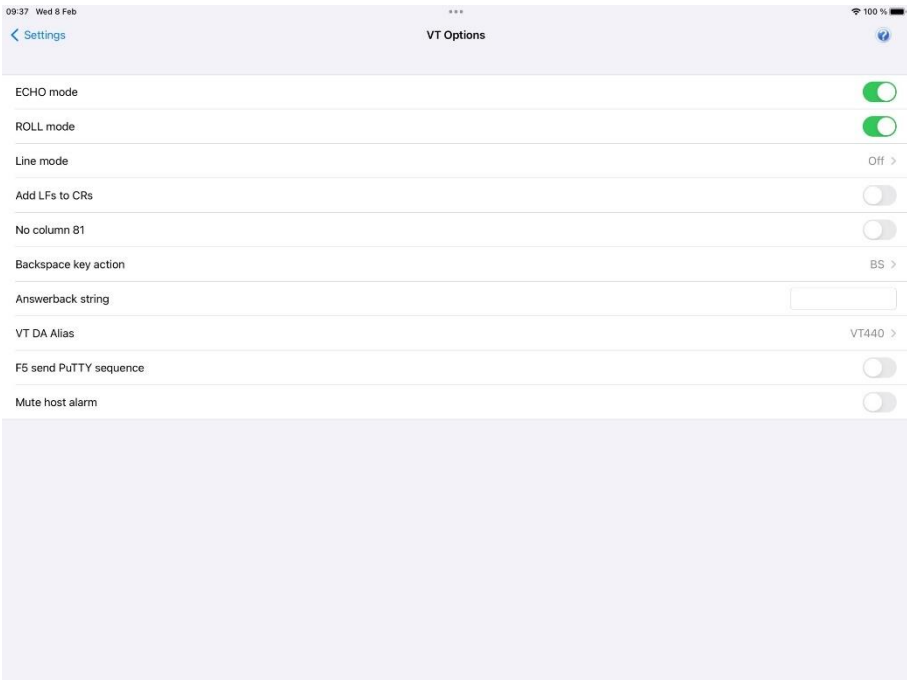 09:37 Wed 8 Feb
100 %
Settings
VT Options
?
ECHO mode
ROLL mode
Line mode Off
Add LFs to CRs
No column 81
Backspace key action BS
Answerback string
VT DA Alias VT440
F5 send PuTTY sequence
Mute host alarm